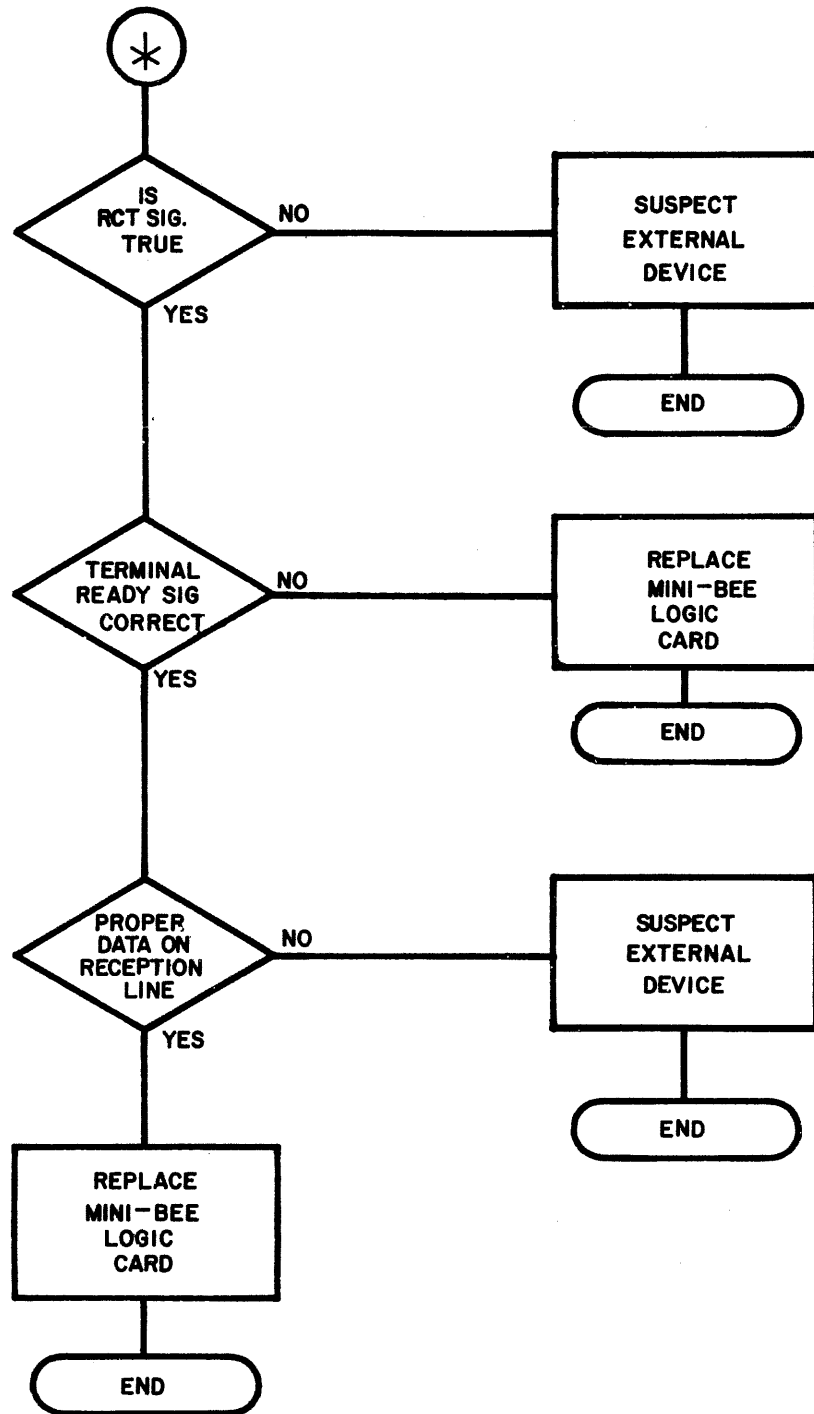 *
IS
RCT SIG.
TRUE
NO
YES
SUSPECT
EXTERNAL
DEVICE
END
TERMINAL
READY SIG
CORRECT
NO
YES
REPLACE
MINI-BEE
LOGIC
CARD
END
PROPER
DATA ON
RECEPTION
LINE
NO
YES
SUSPECT
EXTERNAL
DEVICE
END
REPLACE
MINI-BEE
LOGIC
CARD
END